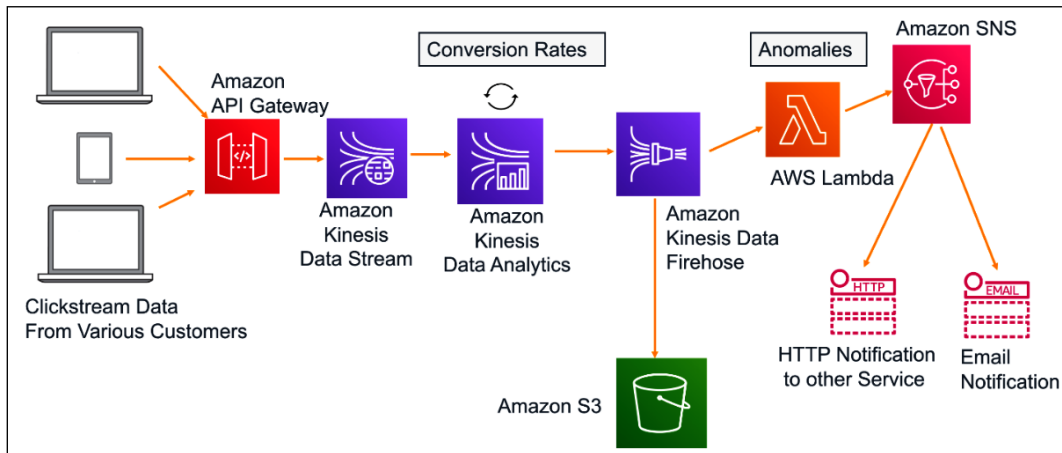 Amazon SNS
Conversion Rates
Anomalies
Amazon
API Gateway
</>
AWS Lambda
Amazon
Kinesis
Data Stream
Amazon
Kinesis
Data Analytics
Amazon
Kinesis Data
Firehose
Clickstream Data
From Various Customers
HTTP
EMAIL
HTTP Notification
to other Service
Email
Notification
Amazon S3